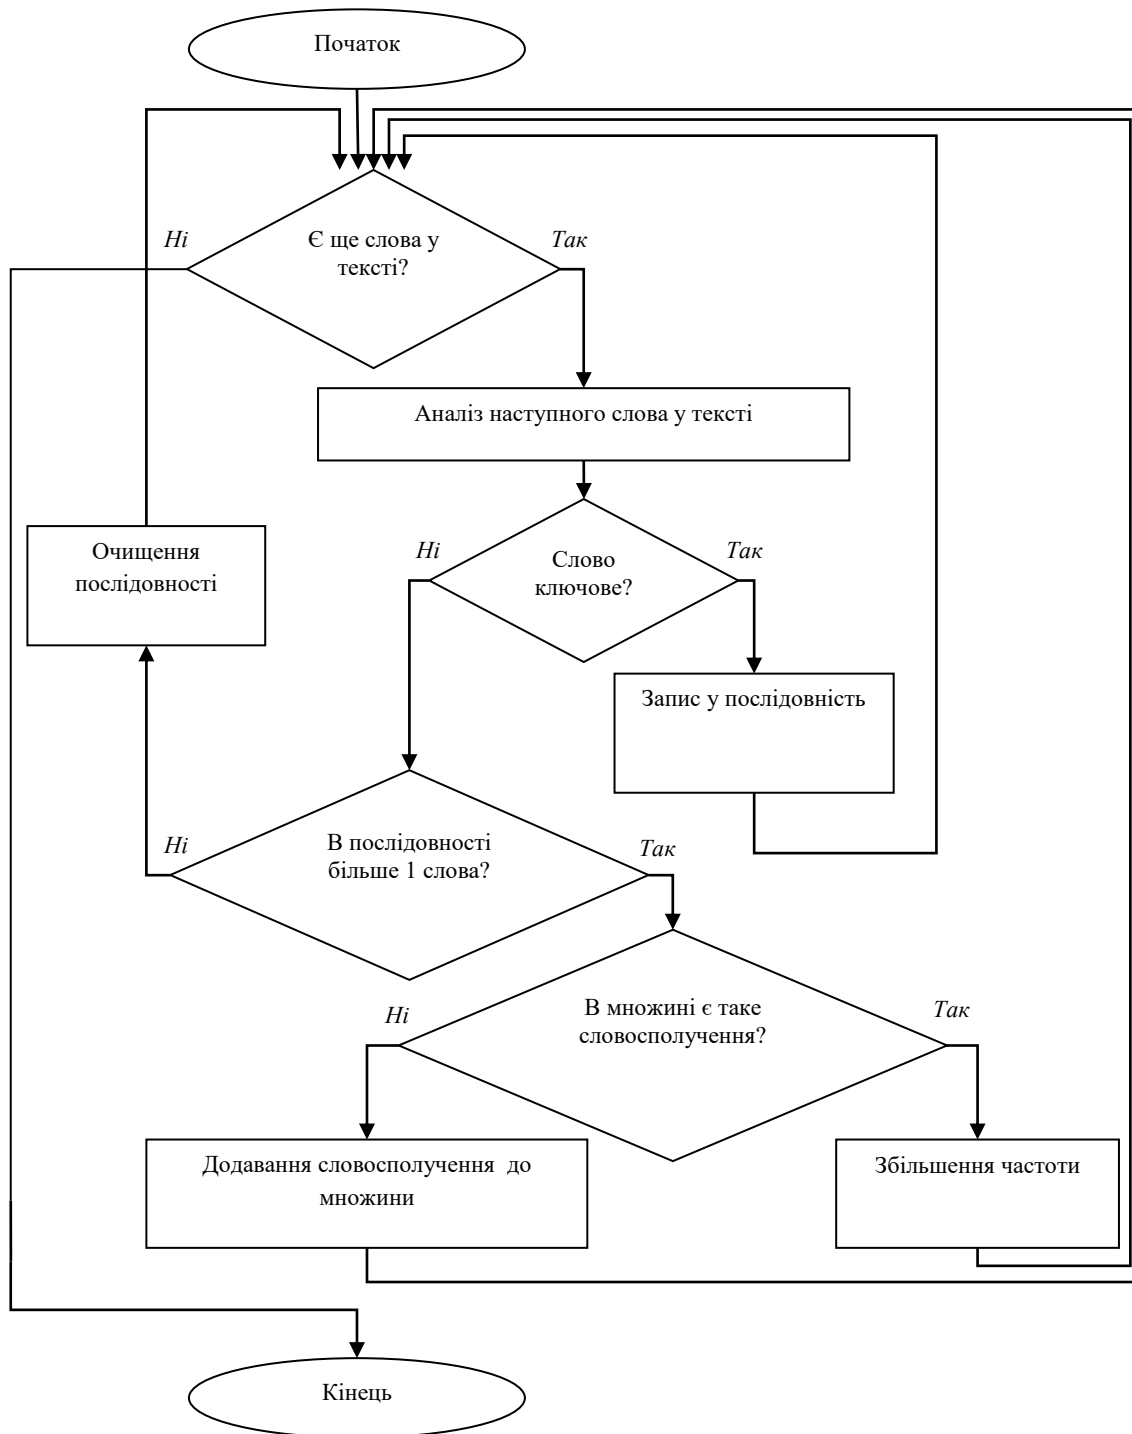 Початок
Ні
Є ще слова у
тексті?
Так
Аналіз наступного слова у тексті
Очищення
послідовності
Ні
Слово
ключове?
Так
Запис у послідовність
Ні
В послідовності
більше 1 слова?
Так
Ні
В множині є таке
словосполучення?
Так
Додавання словосполучення до
множини
Збільшення частоти
Кінець